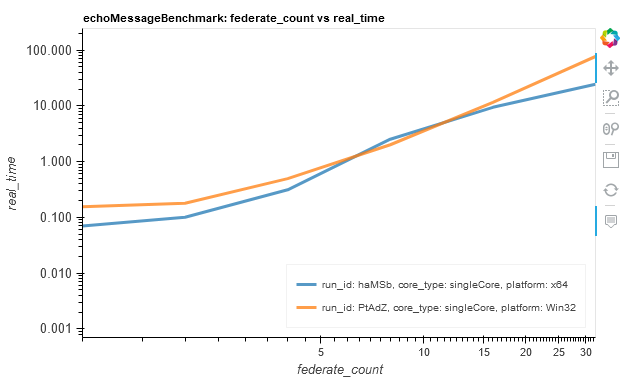 echoMessageBenchmark: federate_count vs real_time
100.000
10.000
1.000
0.100
0.010
0.001
real_time
run_id: haMSb, core_type: singleCore, platform: x64
run_id: PtAdZ, core_type: singleCore, platform: Win32
5 10 15 20 25 30
federate_count